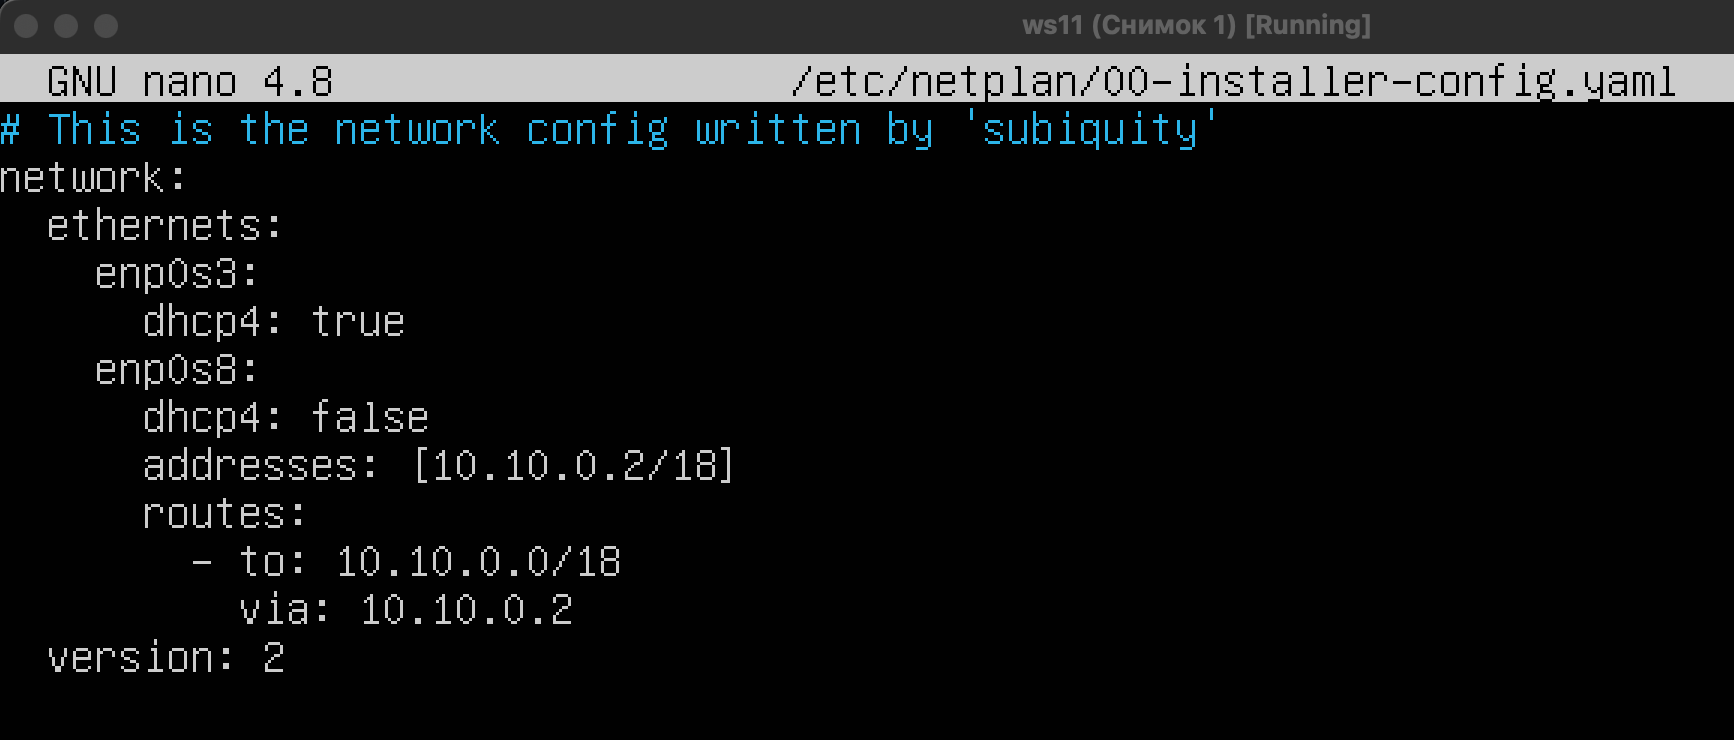 ws11 (Снимок 1) [Running]
GNU nano 4.8 /etc/netplan/00-installer-config.yaml
# This is the network config written by 'subiquity'
network:
  ethernets:
    enp0s3:
      dhcp4: true
    enp0s8:
      dhcp4: false
      addresses: [10.10.0.2/18]
      routes:
        - to: 10.10.0.0/18
          via: 10.10.0.2
  version: 2